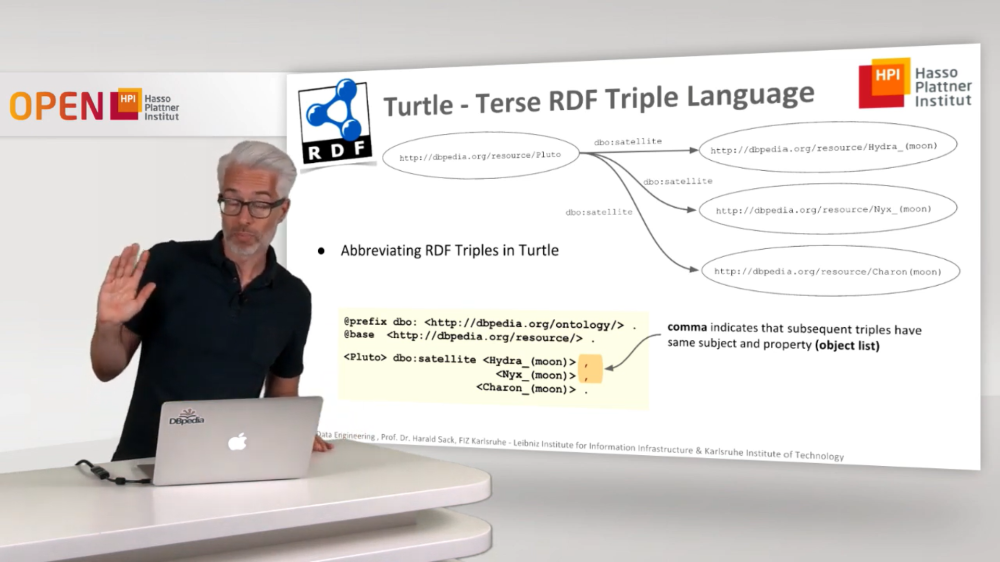 OPEN HPI Hasso
Plattner
Institut
RDF
Turtle - Terse RDF Triple Language
HPI Hasso
Plattner
Institut
http://dbpedia.org/resource/Pluto
dbo:satellite
http://dbpedia.org/resource/Hydra_(moon)
dbo:satellite
http://dbpedia.org/resource/Nyx_(moon)
dbo:satellite
http://dbpedia.org/resource/Charon(moon)
● Abbreviating RDF Triples in Turtle
@prefix dbo: <http://dbpedia.org/ontology/> .
@base <http://dbpedia.org/resource/> .
<Pluto> dbo:satellite <Hydra_(moon)> ,
<Nyx_(moon)> ,
<Charon_(moon)> .
comma indicates that subsequent triples have
same subject and property (object list)
DBpedia
Data Engineering , Prof. Dr. Harald Sack, FIZ Karlsruhe - Leibniz Institute for Information Infrastructure & Karlsruhe Institute of Technology